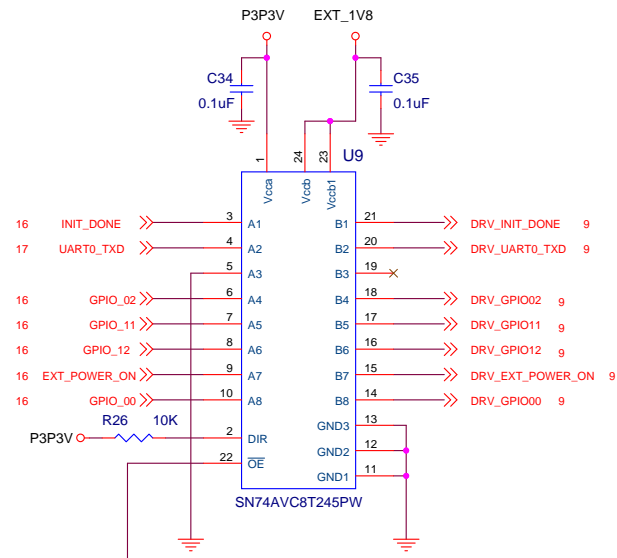 P3P3V EXT_1V8
C34 C35
0.1uF 0.1uF
1 24 23 U9
Vcca Vccb Vccb1
16 INIT_DONE 3 A1 B1 21 DRV_INIT_DONE 9
17 UART0_TXD 4 A2 B2 20 DRV_UART0_TXD 9
5 A3 B3 19
16 GPIO_02 6 A4 B4 18 DRV_GPIO02 9
16 GPIO_11 7 A5 B5 17 DRV_GPIO11 9
16 GPIO_12 8 A6 B6 16 DRV_GPIO12 9
16 EXT_POWER_ON 9 A7 B7 15 DRV_EXT_POWER_ON 9
16 GPIO_00 10 A8 B8 14 DRV_GPIO00 9
R26 10K GND3 13
P3P3V 2 DIR GND2 12
22 OE GND1 11
SN74AVC8T245PW